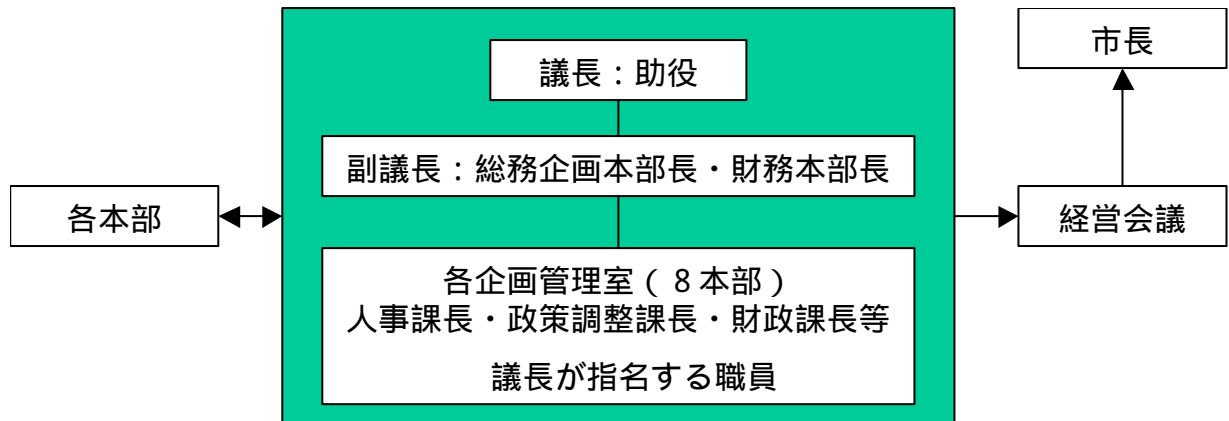 議長：助役
副議長：総務企画本部長・財務本部長
各企画管理室（８本部）
人事課長・政策調整課長・財政課長等
議長が指名する職員
各本部
市長
経営会議